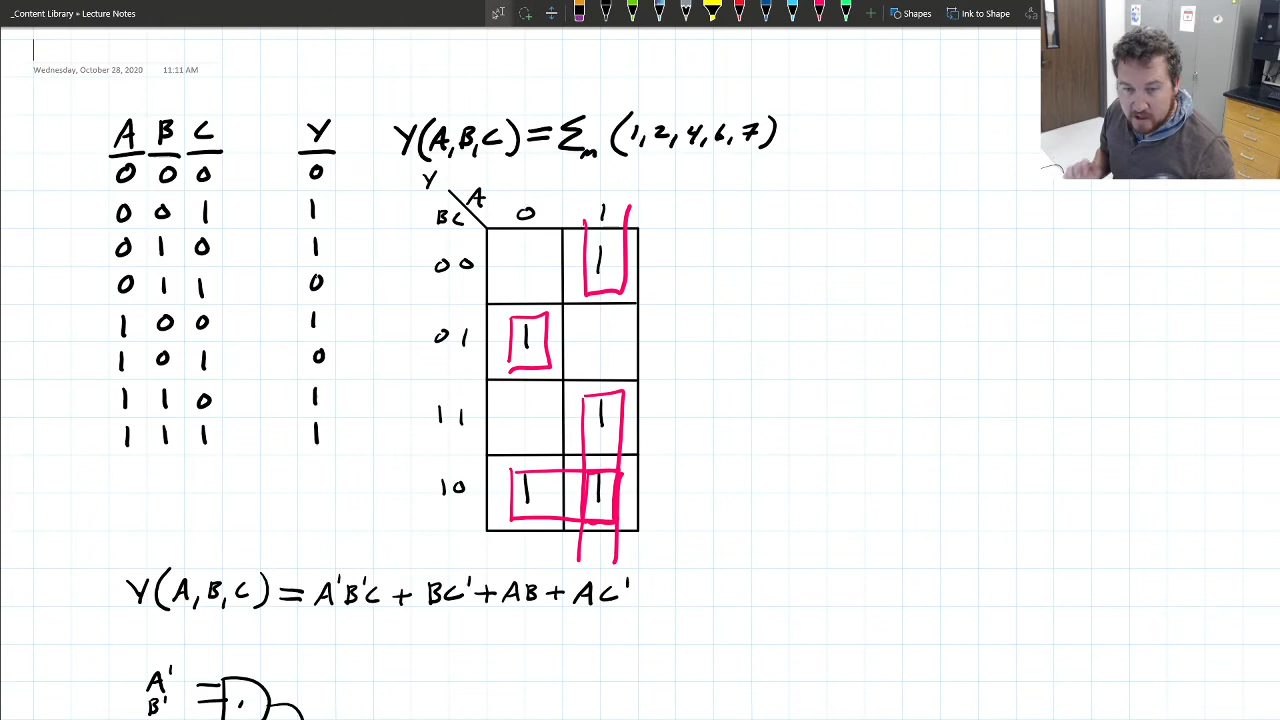 _Content Library » Lecture Notes
Shapes
Ink to Shape
Wednesday, October 28, 2020 11:11 AM
A B C Y
0 0 0 0
0 0 1 1
0 1 0 1
0 1 1 0
1 0 0 1
1 0 1 0
1 1 0 1
1 1 1 1
Y(A,B,C) = Σm (1,2,4,6,7)
Y
A
BC 0 1
00 1
01 1
11 1
10 1 1
Y(A,B,C) = A'B'C + BC' + AB + AC'
A'
B'